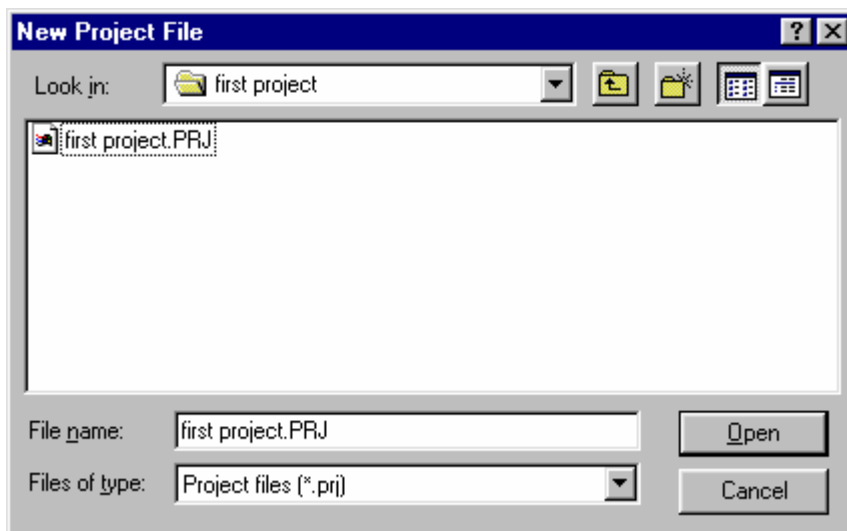 New Project File
Look in: first project
first project.PRJ
File name: first project.PRJ Open
Files of type: Project files (*.prj) Cancel